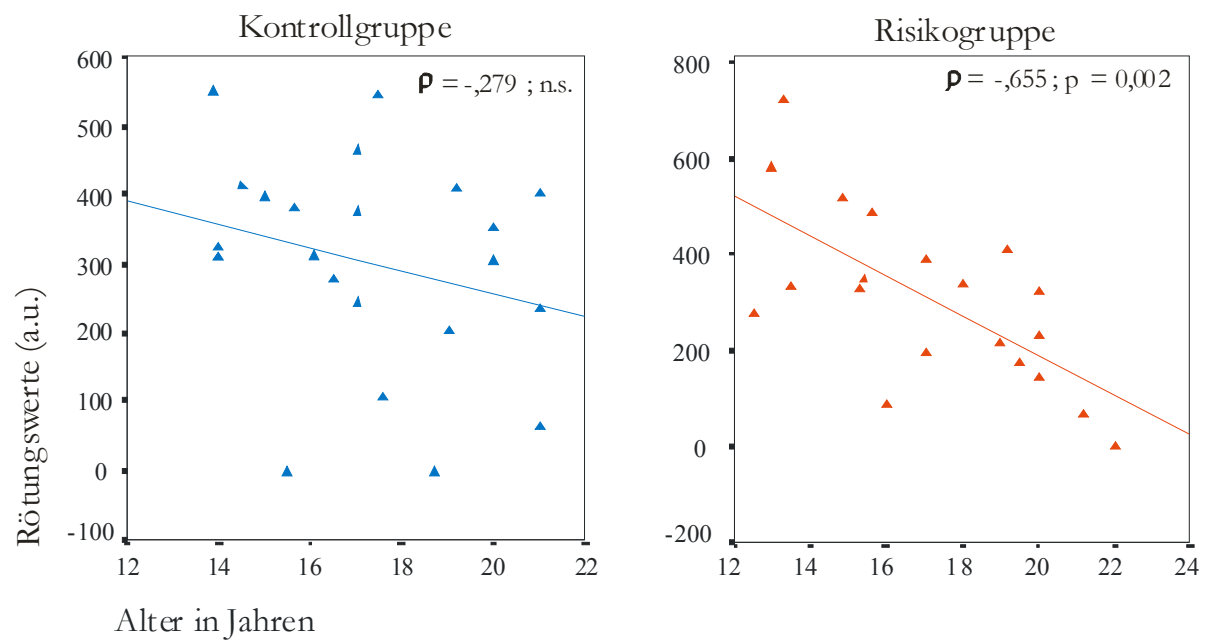 Kontrollgruppe
ρ = -,279 ; n.s.
600
500
400
300
200
100
0
-100
12 14 16 18 20 22
Rötungswerte (a.u.)
Alter in Jahren
Risikogruppe
ρ = -,655 ; p = 0,002
800
600
400
200
0
-200
12 14 16 18 20 22 24